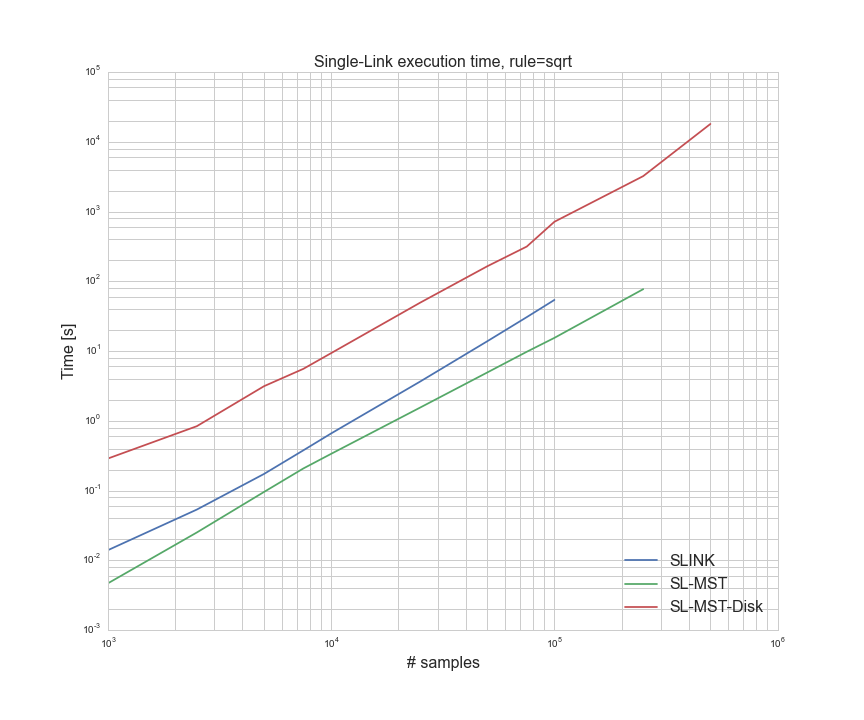 Single-Link execution time, rule=sqrt
10^5
10^4
10^3
10^2
10^1
10^0
10^-1
10^-2
10^-3
Time [s]
SLINK
SL-MST
SL-MST-Disk
10^3 10^4 10^5 10^6
# samples